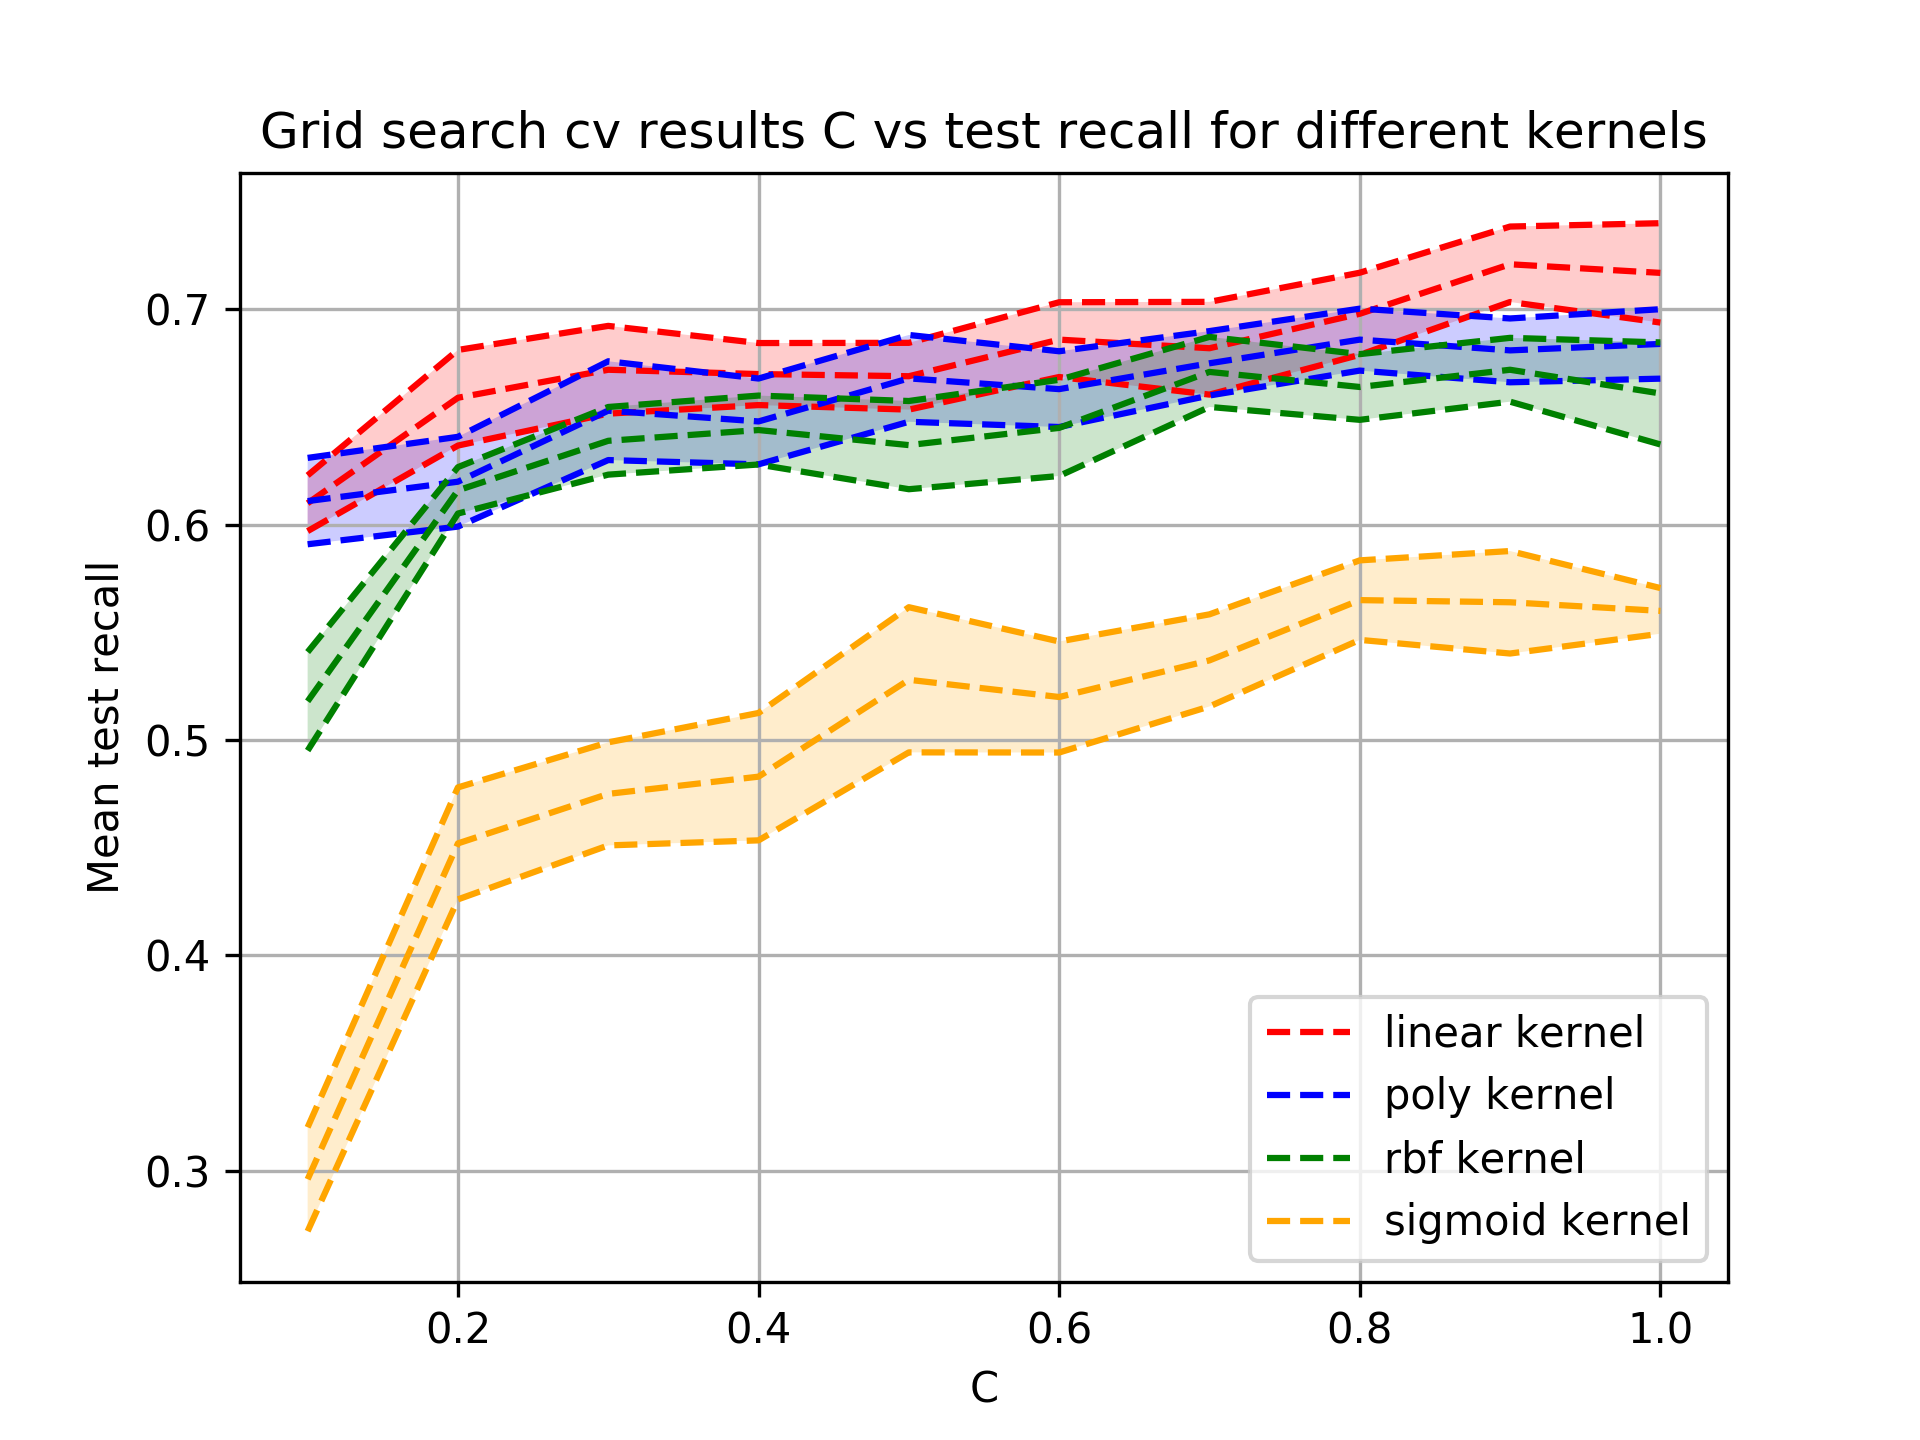 Grid search cv results C vs test recall for different kernels
Mean test recall
0.7
0.6
0.5
0.4
0.3
0.2 0.4 0.6 0.8 1.0
C
linear kernel
poly kernel
rbf kernel
sigmoid kernel